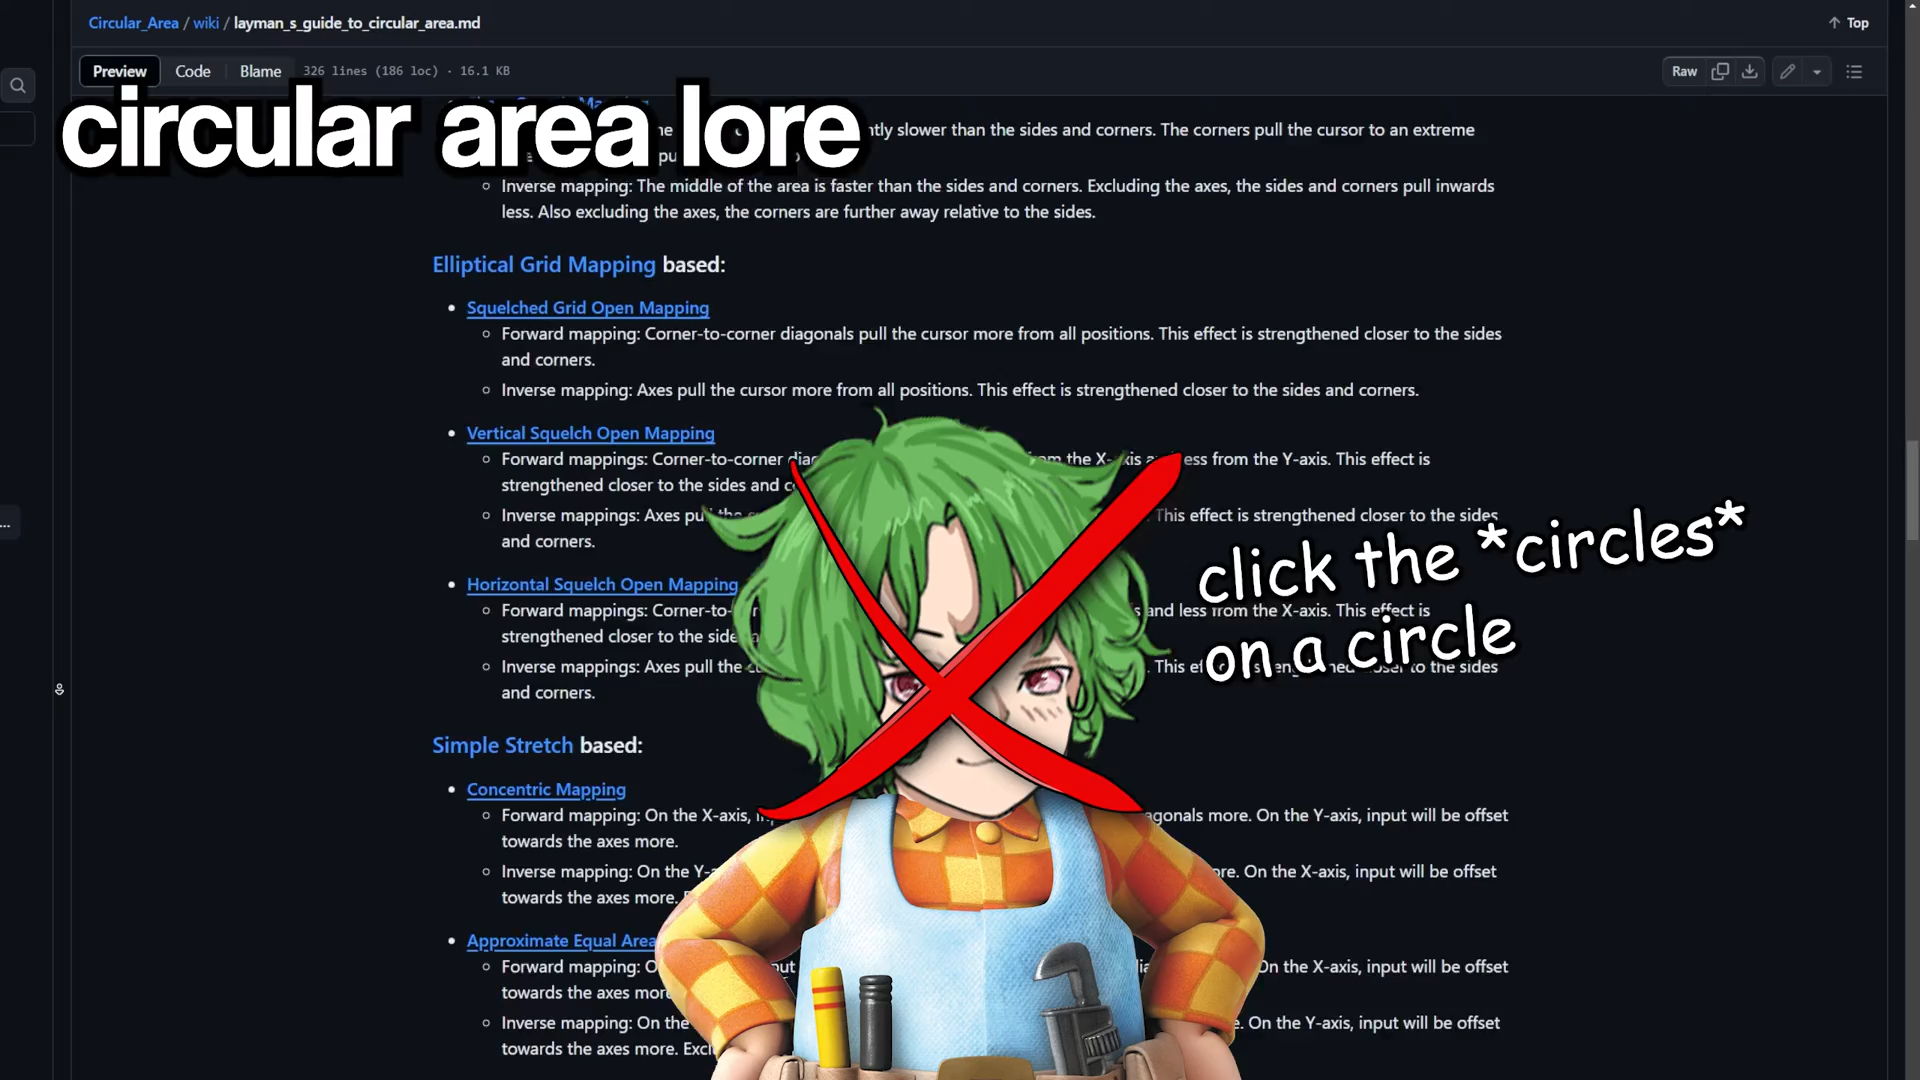 Circular_Area / wiki / layman_s_guide_to_circular_area.md
Top
Preview
Code
Blame
326 lines (186 loc) · 16.1 KB
Raw
circular area lore
slower than the sides and corners. The corners pull the cursor to an extreme
Inverse mapping: The middle of the area is faster than the sides and corners. Excluding the axes, the sides and corners pull inwards
less. Also excluding the axes, the corners are further away relative to the sides.
Elliptical Grid Mapping based:
Squelched Grid Open Mapping
Forward mapping: Corner-to-corner diagonals pull the cursor more from all positions. This effect is strengthened closer to the sides
and corners.
Inverse mapping: Axes pull the cursor more from all positions. This effect is strengthened closer to the sides and corners.
Vertical Squelch Open Mapping
Forward mappings: Corner-to-corner the X-axis less from the Y-axis. This effect is
strengthened closer to the sides and
Inverse mappings: Axes This effect is strengthened closer to the sides
and corners.
click the *circles*
on a circle
Horizontal Squelch Open Mapping
Forward mappings: and less from the X-axis. This effect is
strengthened closer to the
Inverse mappings: Axes pull the closer to the sides
and corners.
Simple Stretch based:
Concentric Mapping
Forward mapping: On the X-axis, more. On the Y-axis, input will be offset
towards the axes more.
Inverse mapping: On the On the X-axis, input will be offset
towards the axes more.
Approximate Equal Area
Forward mapping: On the X-axis, input will be offset
towards the axes more
Inverse mapping: On the On the Y-axis, input will be offset
towards the axes more.